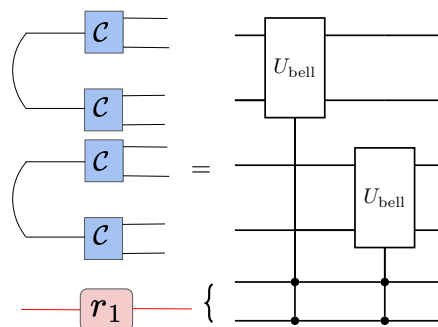 𝒞
U_bell
𝒞
𝒞
=
U_bell
𝒞
r_1 {